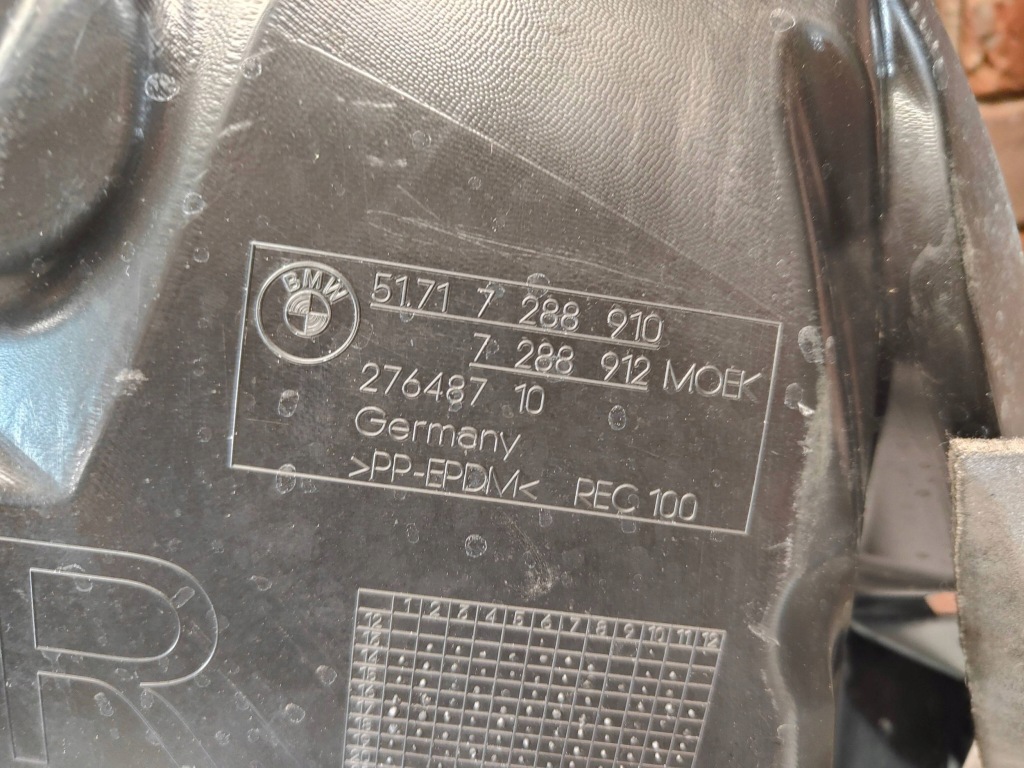 BMW
51.71 7 288 910
7 288 912 MOEK
276487 10
Germany
>PP-EPDM< REC 100
R
1 2 3 4 5 6 7 8 9 10 11 12
12